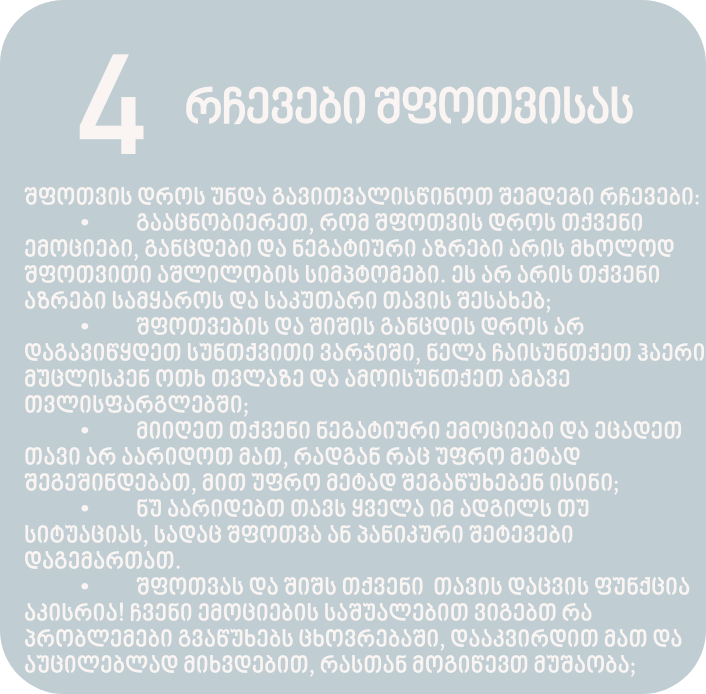 4 რჩევები შფოთვისას
შფოთვის დროს უნდა გავითვალისწინოთ შემდეგი რჩევები:
• გააცნობიერეთ, რომ შფოთვის დროს თქვენი
ემოციები, განცდები და ნეგატიური აზრები არის მხოლოდ
შფოთვითი აშლილობის სიმპტომები. ეს არ არის თქვენი
აზრები სამყაროს და საკუთარი თავის შესახებ;
• შფოთვების და შიშის განცდის დროს არ
დაგავიწყდეთ სუნთქვითი ვარჯიში, ნელა ჩაისუნთქეთ ჰაერი
მუცლისკენ ოთხ თვლაზე და ამოისუნთქეთ ამავე
თვლისფარგლებში;
• მიიღეთ თქვენი ნეგატიური ემოციები და ეცადეთ
თავი არ აარიდოთ მათ, რადგან რაც უფრო მეტად
შეგეშინდებათ, მით უფრო მეტად შეგაწუხებენ ისინი;
• ნუ აარიდებთ თავს ყველა იმ ადგილს თუ
სიტუაციას, სადაც შფოთვა ან პანიკური შეტევები
დაგემართათ.
• შფოთვას და შიშს თქვენი თავის დაცვის ფუნქცია
აკისრია! ჩვენი ემოციების საშუალებით ვიგებთ რა
პრობლემები გვაწუხებს ცხოვრებაში, დააკვირდით მათ და
აუცილებლად მიხვდებით, რასთან მოგიწევთ მუშაობა;